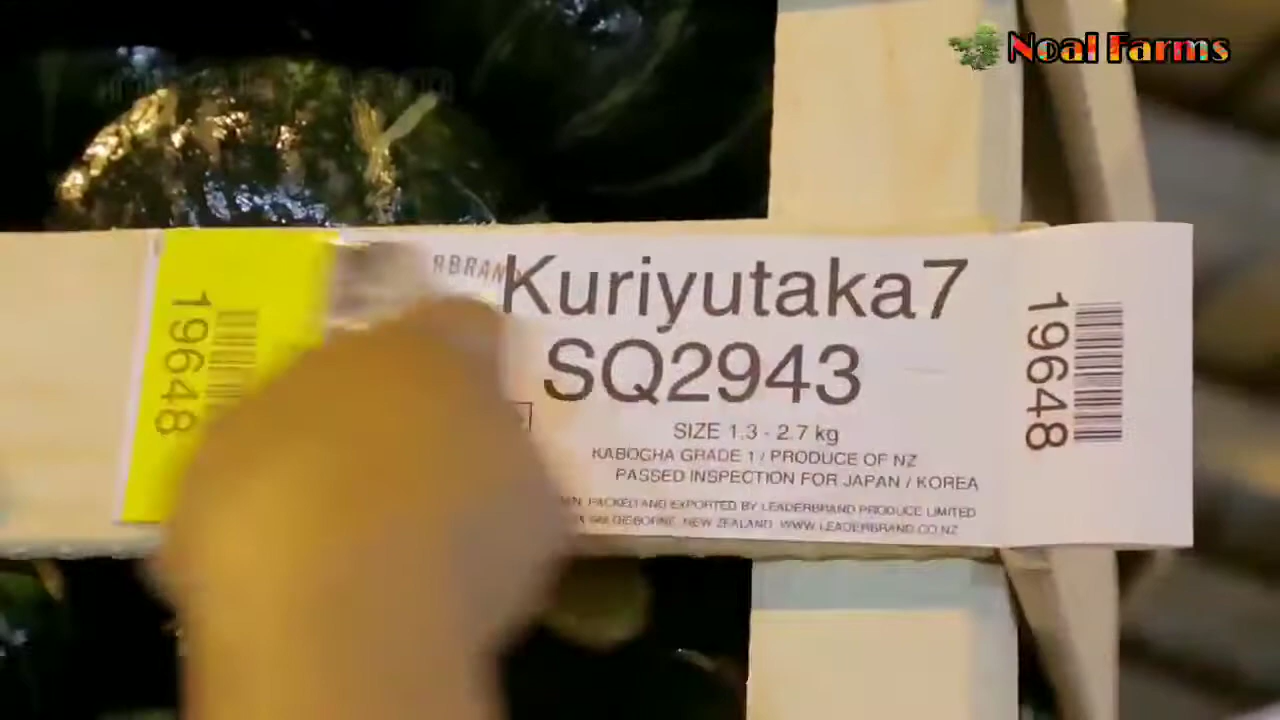 Noal Farms
19648
RBRAN
Kuriyutaka7
SQ2943
SIZE 1.3 - 2.7 kg
KABOCHA GRADE 1 / PRODUCE OF NZ
PASSED INSPECTION FOR JAPAN / KOREA
PACKED AND EXPORTED BY LEADERBRAND PRODUCE LIMITED
GISBORNE, NEW ZEALAND. WWW.LEADERBRAND.CO.NZ
19648